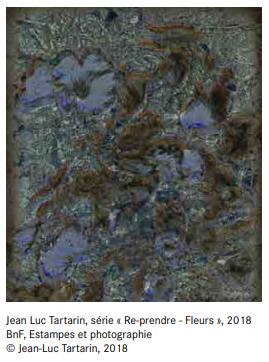 Jean Luc Tartarin, série « Re-prendre - Fleurs », 2018
BnF, Estampes et photographie
© Jean-Luc Tartarin, 2018